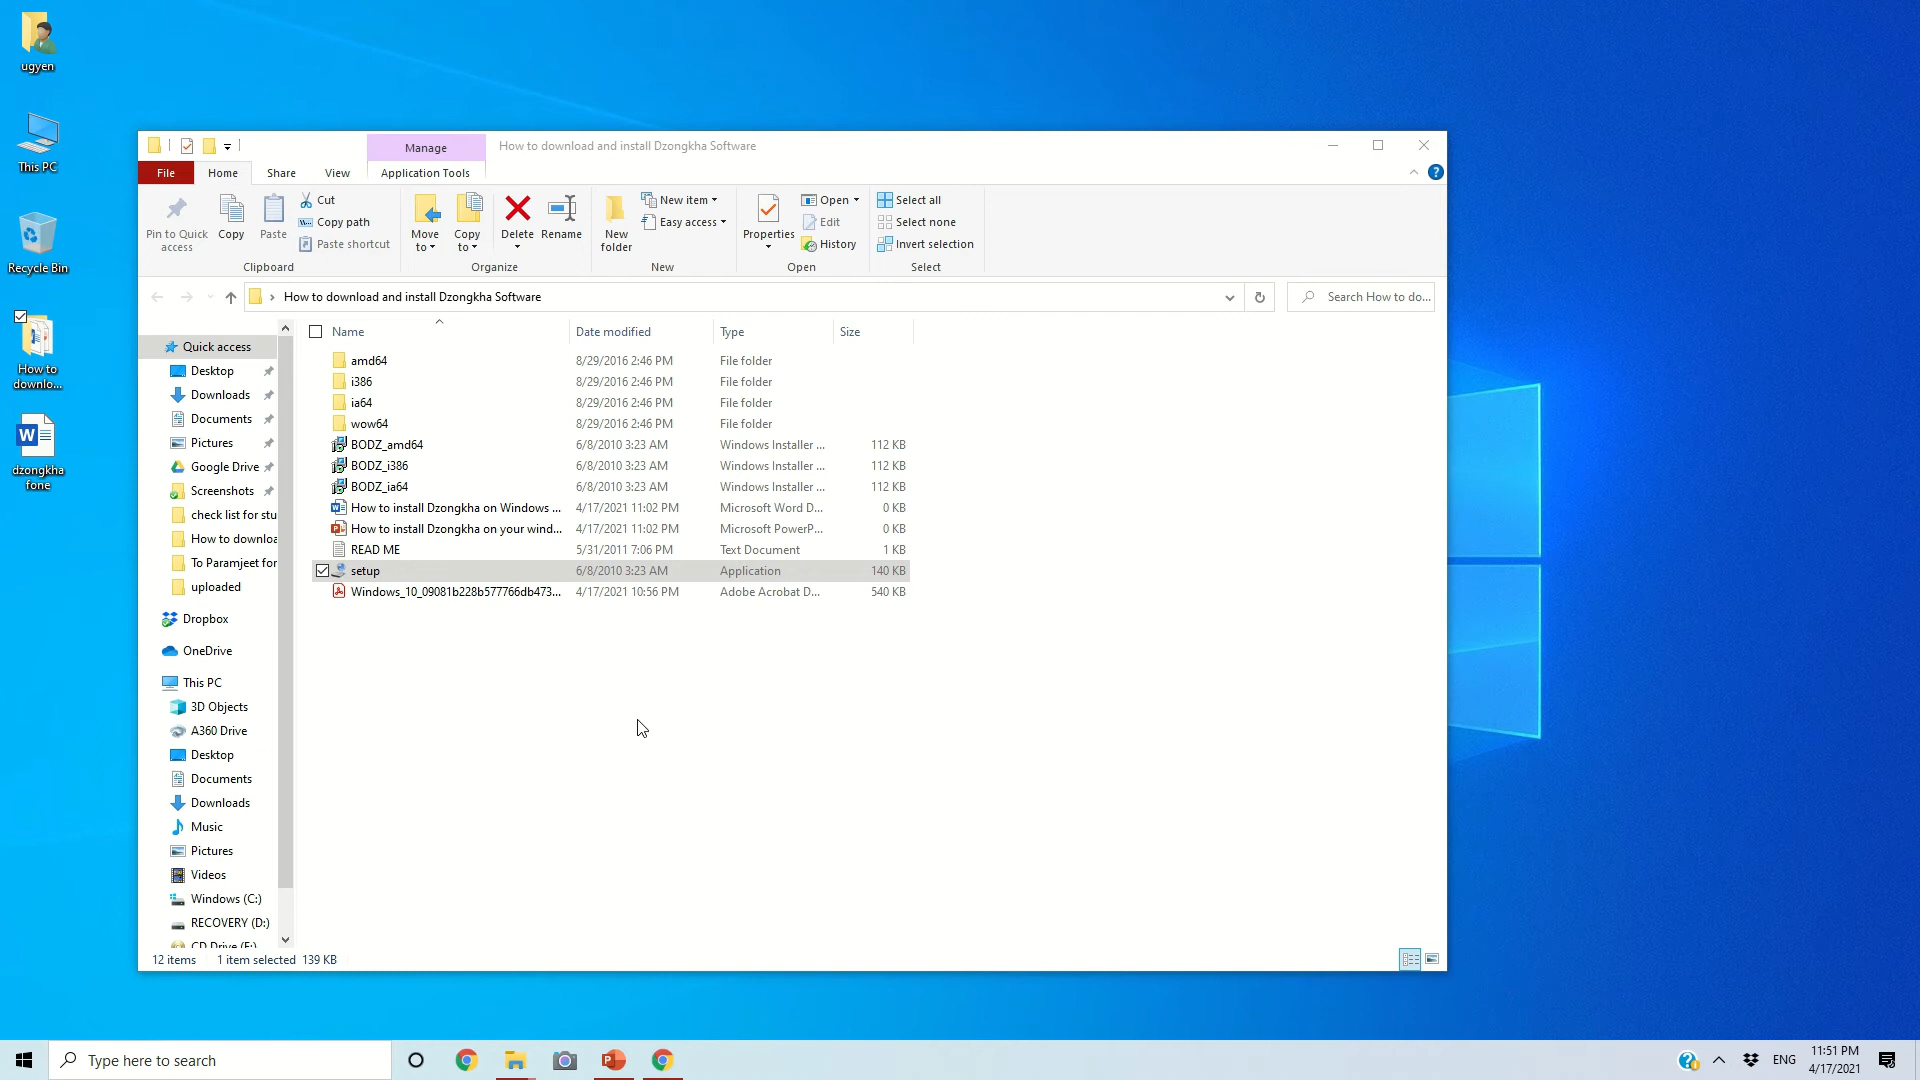 ugyen
This PC
Recycle Bin
How to
downlo...
dzongkha
fone
Manage
How to download and install Dzongkha Software
File
Home
Share
View
Application Tools
Pin to Quick
access
Copy
Paste
Cut
Copy path
Paste shortcut
Clipboard
Move
to
Copy
to
Delete
Rename
Organize
New
folder
New item
Easy access
New
Properties
Open
Edit
History
Open
Select all
Select none
Invert selection
Select
How to download and install Dzongkha Software
Search How to do...
Name Date modified Type Size
amd64 8/29/2016 2:46 PM File folder
i386 8/29/2016 2:46 PM File folder
ia64 8/29/2016 2:46 PM File folder
wow64 8/29/2016 2:46 PM File folder
BODZ_amd64 6/8/2010 3:23 AM Windows Installer ... 112 KB
BODZ_i386 6/8/2010 3:23 AM Windows Installer ... 112 KB
BODZ_ia64 6/8/2010 3:23 AM Windows Installer ... 112 KB
How to install Dzongkha on Windows ... 4/17/2021 11:02 PM Microsoft Word D... 0 KB
How to install Dzongkha on your wind... 4/17/2021 11:02 PM Microsoft PowerP... 0 KB
READ ME 5/31/2011 7:06 PM Text Document 1 KB
setup 6/8/2010 3:23 AM Application 140 KB
Windows_10_09081b228b577766db473... 4/17/2021 10:56 PM Adobe Acrobat D... 540 KB
Quick access
Desktop
Downloads
Documents
Pictures
Google Drive
Screenshots
check list for stu
How to downloa
To Paramjeet for
uploaded
Dropbox
OneDrive
This PC
3D Objects
A360 Drive
Desktop
Documents
Downloads
Music
Pictures
Videos
Windows (C:)
RECOVERY (D:)
CD Drive (F:)
12 items 1 item selected 139 KB
Type here to search
ENG
11:51 PM
4/17/2021